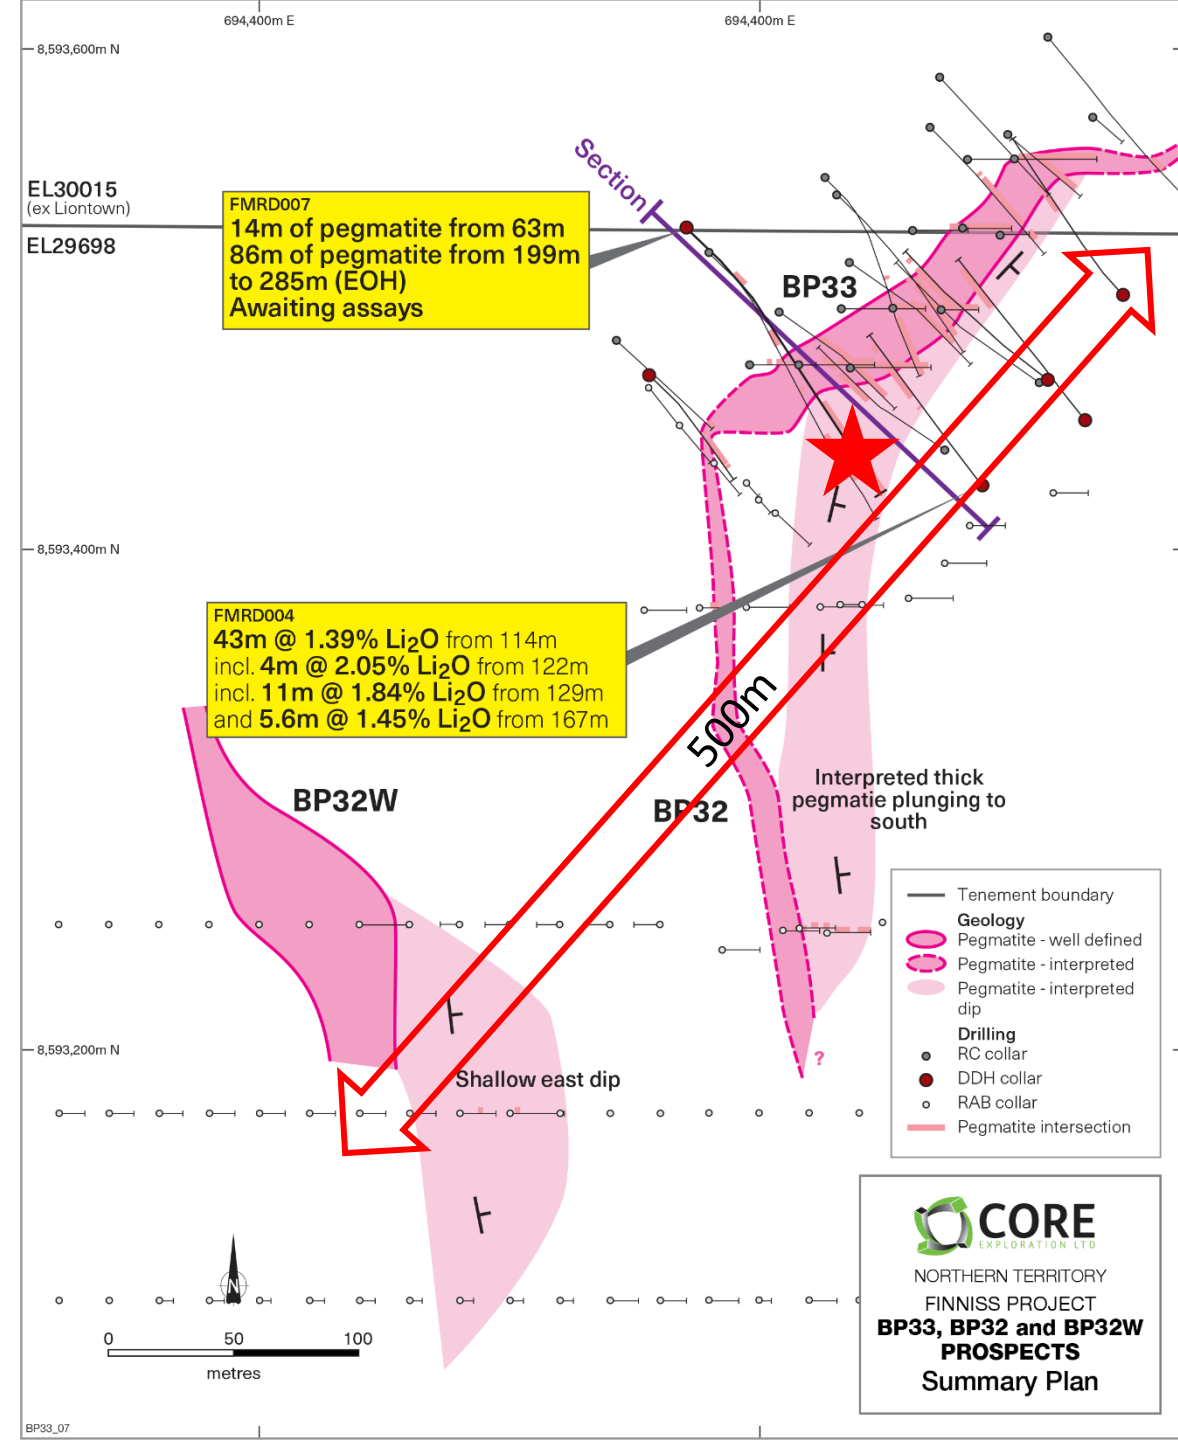 694,400m E
694,400m E
8,593,600m N
Section
EL30015
(ex Liontown)
EL29698
FMRD007
14m of pegmatite from 63m
86m of pegmatite from 199m
to 285m (EOH)
Awaiting assays
BP33
8,593,400m N
FMRD004
43m @ 1.39% Li2O from 114m
incl. 4m @ 2.05% Li2O from 122m
incl. 11m @ 1.84% Li2O from 129m
and 5.6m @ 1.45% Li2O from 167m
500m
BP32W
BP32
Interpreted thick
pegmatie plunging to
south
Tenement boundary
Geology
Pegmatite - well defined
Pegmatite - interpreted
Pegmatite - interpreted
dip
Drilling
RC collar
DDH collar
RAB collar
Pegmatite intersection
8,593,200m N
?
Shallow east dip
N
0 50 100
metres
CORE
EXPLORATION LTD
NORTHERN TERRITORY
FINNISS PROJECT
BP33, BP32 and BP32W
PROSPECTS
Summary Plan
BP33_07